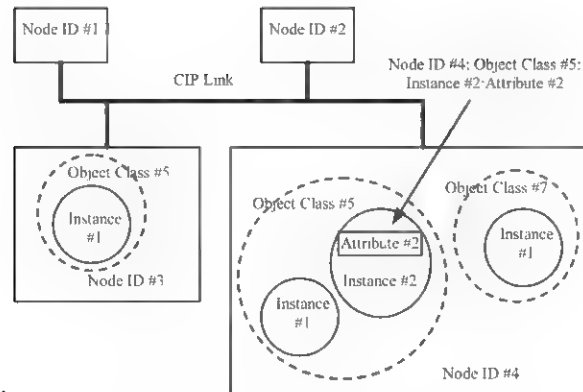 Node ID #1
Node ID #2
CIP Link
Node ID #4: Object Class #5:
Instance #2·Attribute #2
Object Class #5
Instance
#1
Node ID #3
Object Class #5
Attribute #2
Instance #2
Instance
#1
Object Class #7
Instance
#1
Node ID #4